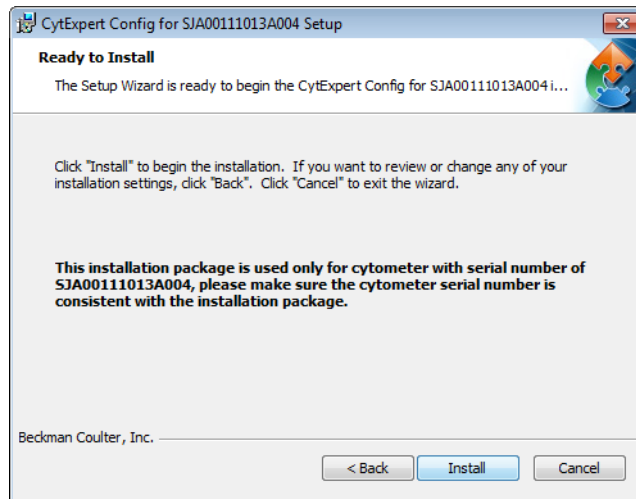 CytExpert Config for SJA00111013A004 Setup
Ready to Install
The Setup Wizard is ready to begin the CytExpert Config for SJA00111013A004 i...
Click "Install" to begin the installation. If you want to review or change any of your
installation settings, click "Back". Click "Cancel" to exit the wizard.
This installation package is used only for cytometer with serial number of
SJA00111013A004, please make sure the cytometer serial number is
consistent with the installation package.
Beckman Coulter, Inc.
< Back Install Cancel